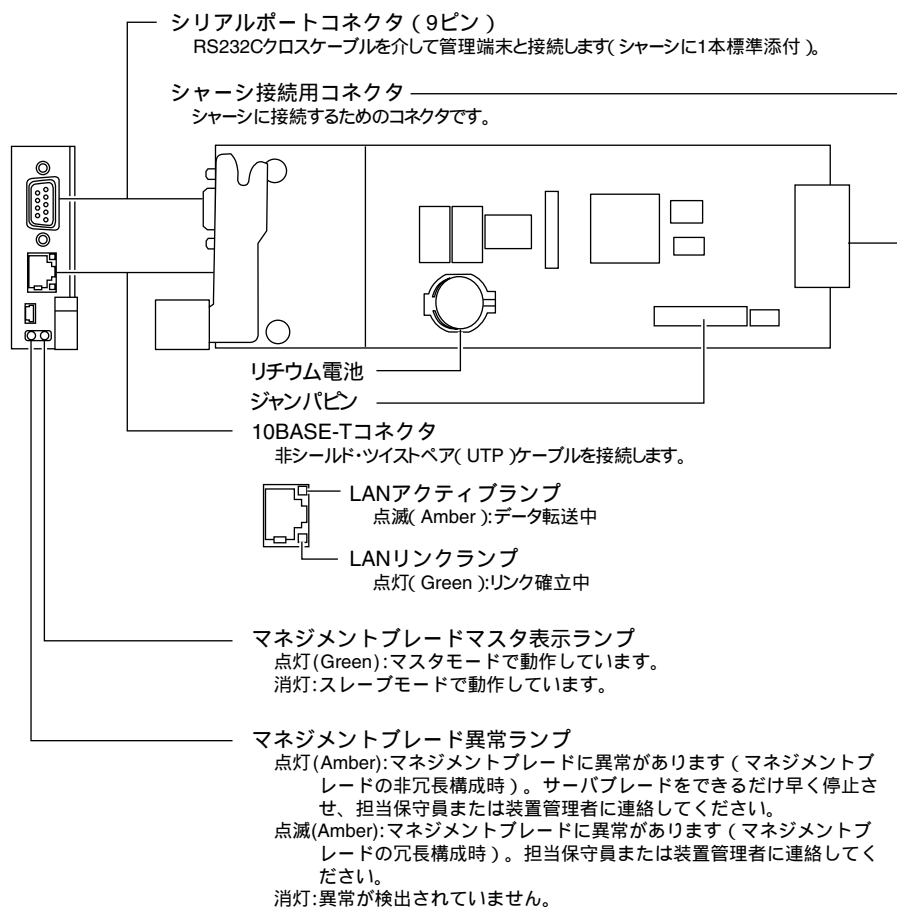 シリアルポートコネクタ（9ピン）
RS232Cクロスケーブルを介して管理端末と接続します（シャーシに1本標準添付）。
シャーシ接続用コネクタ
シャーシに接続するためのコネクタです。
リチウム電池
ジャンパピン
10BASE-Tコネクタ
非シールド・ツイストペア（UTP）ケーブルを接続します。
LANアクティブランプ
点滅（Amber）:データ転送中
LANリンクランプ
点灯（Green）:リンク確立中
マネジメントブレードマスタ表示ランプ
点灯(Green):マスタモードで動作しています。
消灯:スレーブモードで動作しています。
マネジメントブレード異常ランプ
点灯(Amber):マネジメントブレードに異常があります（マネジメントブ
レードの非冗長構成時）。サーバブレードをできるだけ早く停止さ
せ、担当保守員または装置管理者に連絡してください。
点滅(Amber):マネジメントブレードに異常があります（マネジメントブ
レードの冗長構成時）。担当保守員または装置管理者に連絡してく
ださい。
消灯:異常が検出されていません。